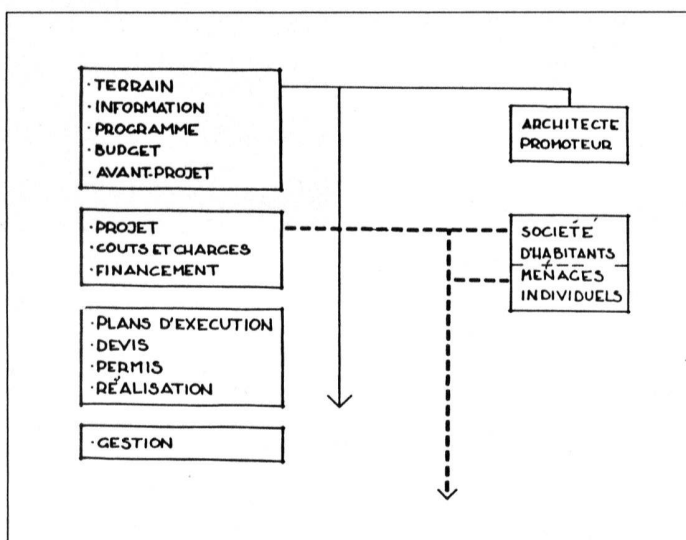 · TERRAIN
· INFORMATION
· PROGRAMME
· BUDGET
· AVANT-PROJET
ARCHITECTE
PROMOTEUR
· PROJET
· COUTS ET CHARGES
· FINANCEMENT
SOCIÉTÉ
D'HABITANTS
MÉNAGES
INDIVIDUELS
· PLANS D'EXECUTION
· DEVIS
· PERMIS
· RÉALISATION
· GESTION